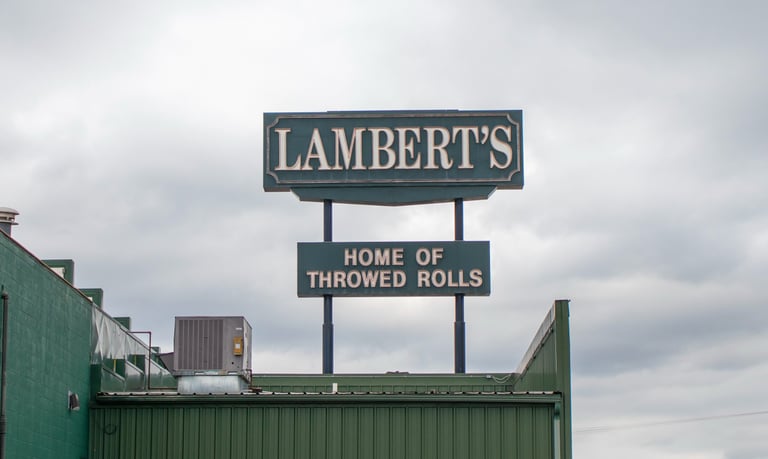 LAMBERT'S
HOME OF
THROWED ROLLS